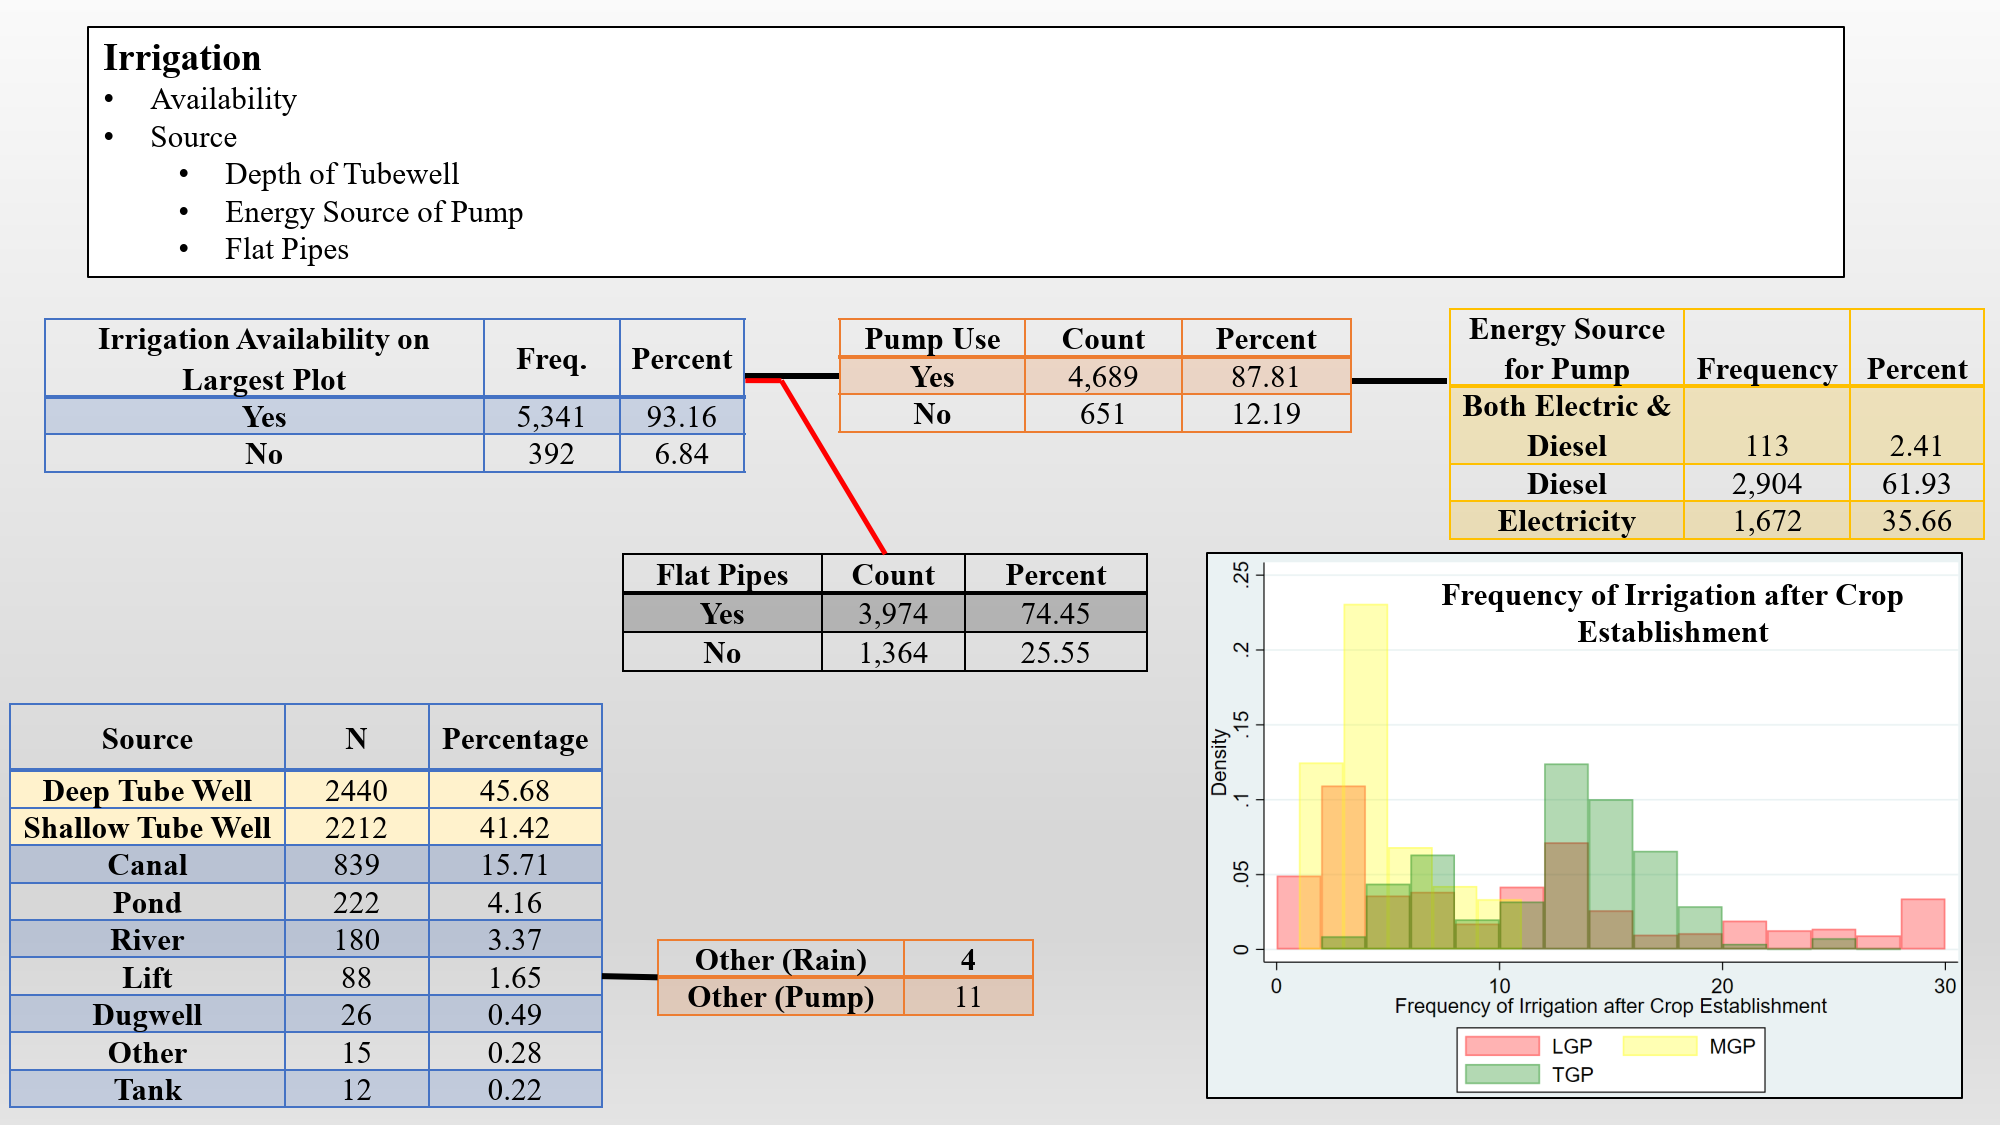 Irrigation
• Availability
• Source
• Depth of Tubewell
• Energy Source of Pump
• Flat Pipes
Irrigation Availability on Largest Plot Freq. Percent
Yes 5,341 93.16
No 392 6.84
Pump Use Count Percent
Yes 4,689 87.81
No 651 12.19
Energy Source for Pump Frequency Percent
Both Electric & Diesel 113 2.41
Diesel 2,904 61.93
Electricity 1,672 35.66
Flat Pipes Count Percent
Yes 3,974 74.45
No 1,364 25.55
Source N Percentage
Deep Tube Well 2440 45.68
Shallow Tube Well 2212 41.42
Canal 839 15.71
Pond 222 4.16
River 180 3.37
Lift 88 1.65
Dugwell 26 0.49
Other 15 0.28
Tank 12 0.22
Other (Rain) 4
Other (Pump) 11
Frequency of Irrigation after Crop
Establishment
Density
.25
.2
.15
.1
.05
0
0 10 20 30
Frequency of Irrigation after Crop Establishment
LGP MGP
TGP